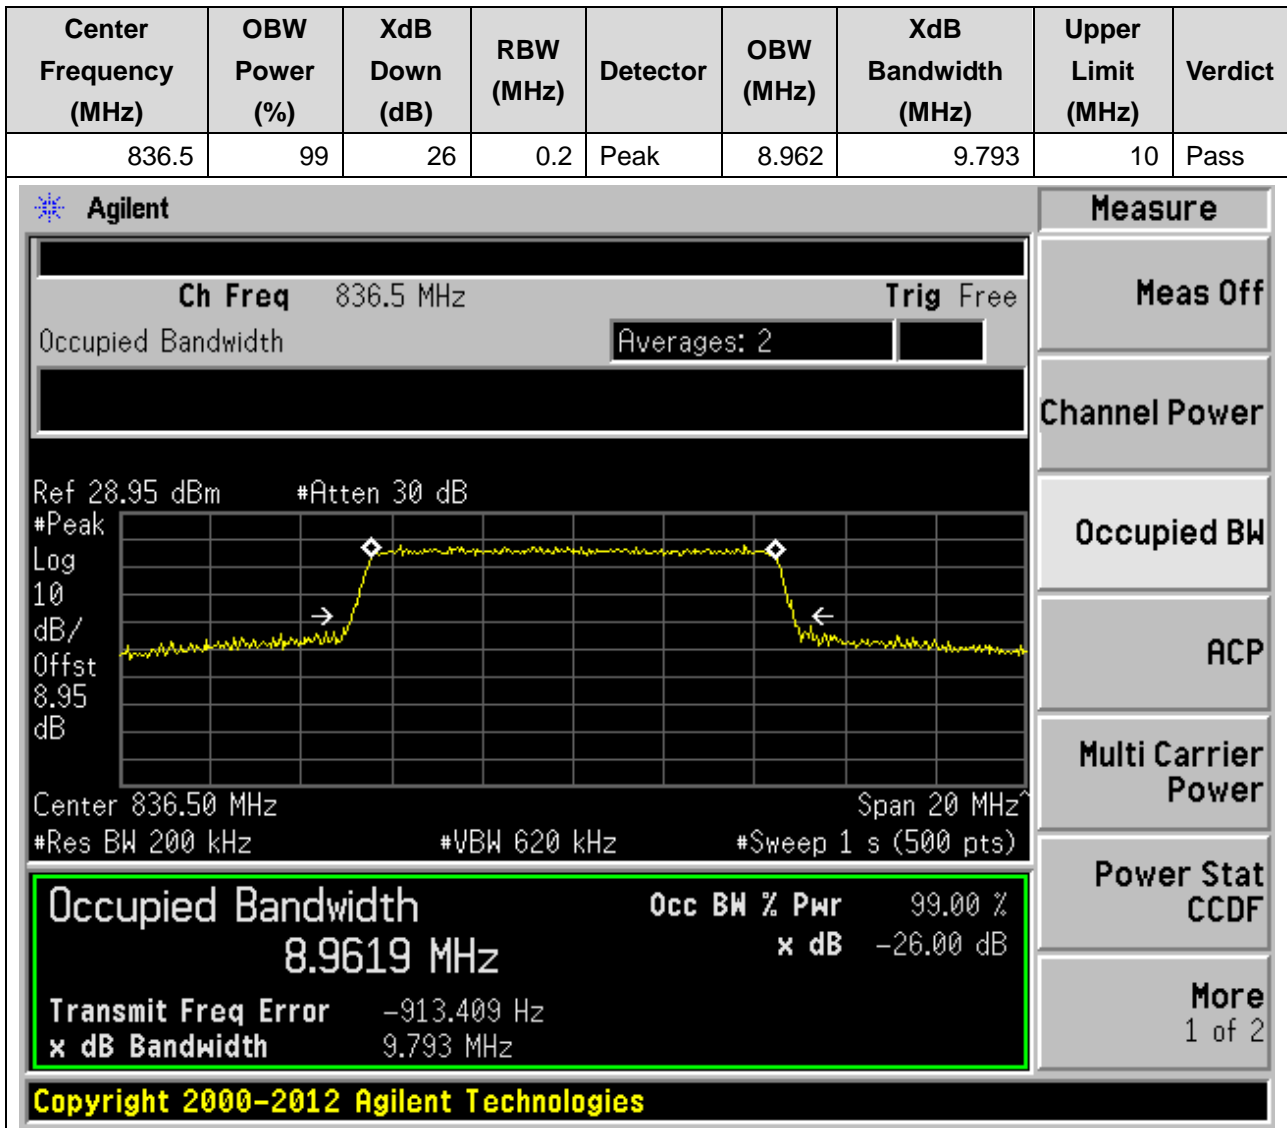 Center Frequency (MHz) OBW Power (%) XdB Down (dB) RBW (MHz) Detector OBW (MHz) XdB Bandwidth (MHz) Upper Limit (MHz) Verdict
836.5 99 26 0.2 Peak 8.962 9.793 10 Pass
Agilent
Measure
Ch Freq 836.5 MHz Trig Free
Meas Off
Occupied Bandwidth Averages: 2
Channel Power
Ref 28.95 dBm #Atten 30 dB
#Peak
Log
10
dB/
Offst
8.95
dB
Occupied BW
ACP
Multi Carrier
Power
Center 836.50 MHz Span 20 MHz^
#Res BW 200 kHz #VBW 620 kHz #Sweep 1 s (500 pts)
Power Stat
CCDF
Occupied Bandwidth Occ BW % Pwr 99.00 %
8.9619 MHz x dB -26.00 dB
Transmit Freq Error -913.409 Hz
x dB Bandwidth 9.793 MHz
More
1 of 2
Copyright 2000-2012 Agilent Technologies